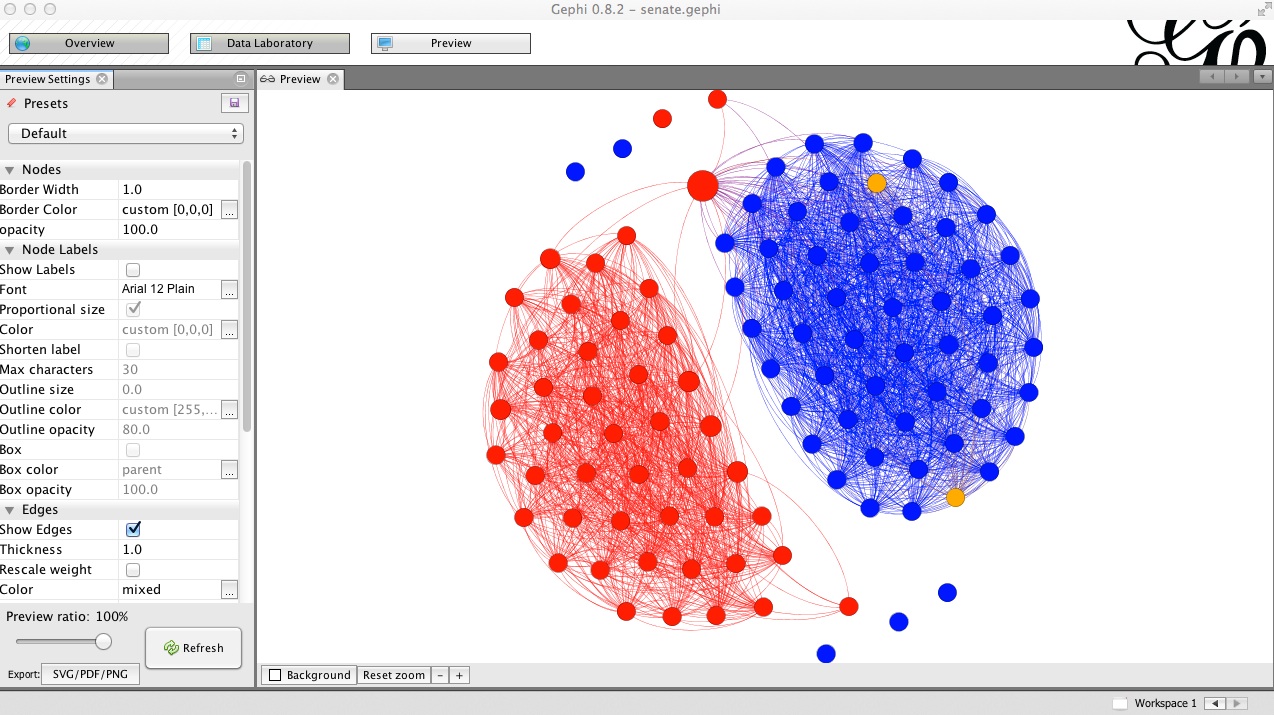 Gephi 0.8.2 – senate.gephi
Overview
Data Laboratory
Preview
Preview Settings
Preview
Presets
Default
Nodes
Border Width 1.0
Border Color custom [0,0,0] ...
opacity 100.0
Node Labels
Show Labels
Font Arial 12 Plain ...
Proportional size
Color custom [0,0,0] ...
Shorten label
Max characters 30
Outline size 0.0
Outline color custom [255,... ...
Outline opacity 80.0
Box
Box color parent ...
Box opacity 100.0
Edges
Show Edges
Thickness 1.0
Rescale weight
Color mixed ...
Preview ratio: 100%
Refresh
Export: SVG/PDF/PNG
Background Reset zoom - +
Workspace 1